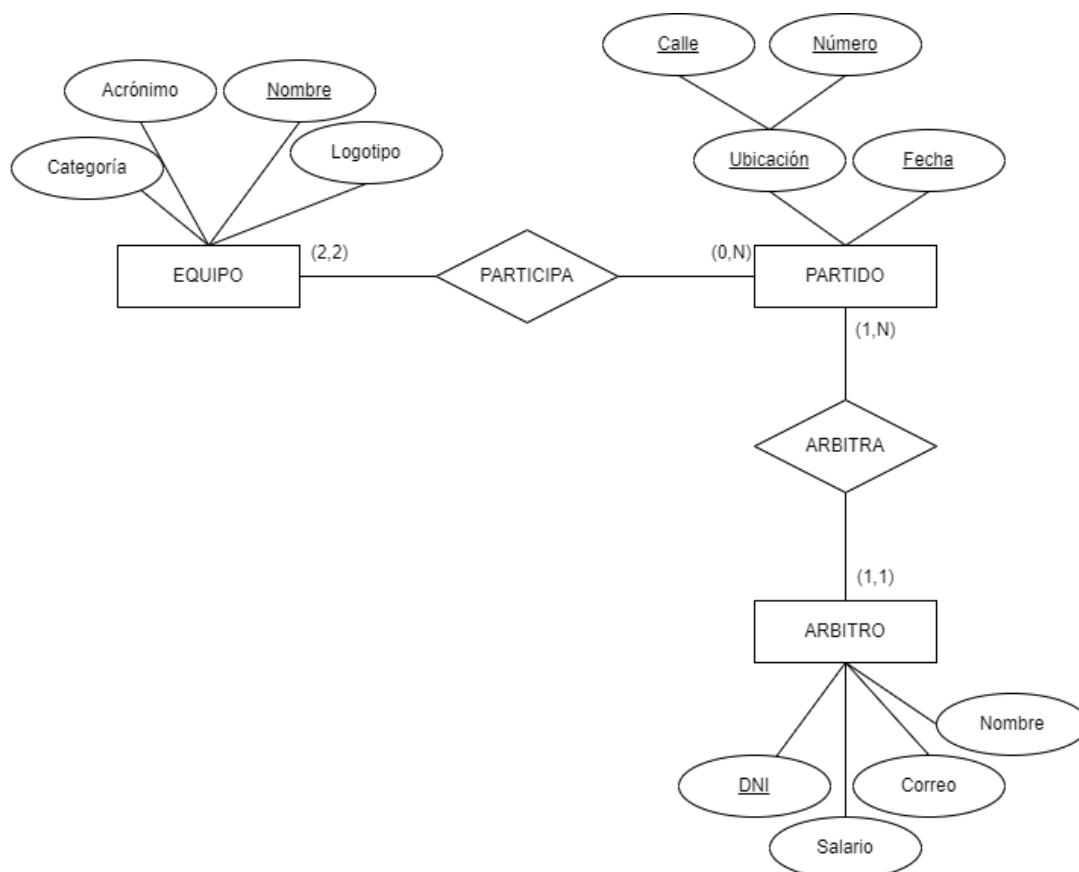 Calle
Número
Acrónimo
Nombre
Categoría
Logotipo
Ubicación
Fecha
EQUIPO
(2,2)
PARTICIPA
(0,N)
PARTIDO
(1,N)
ARBITRA
(1,1)
ARBITRO
Nombre
DNI
Correo
Salario